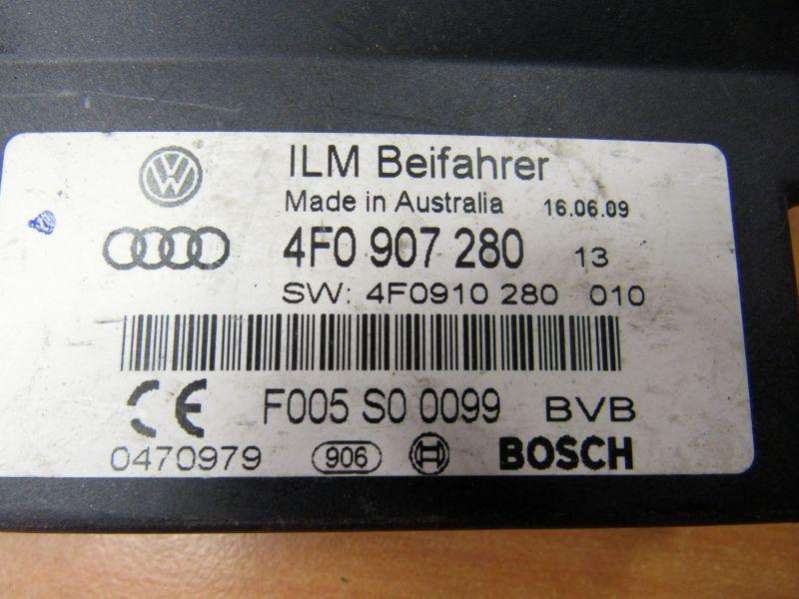 ILM Beifahrer
Made in Australia 16.06.09
4F0 907 280 13
SW: 4F0910 280 010
CE F005 S0 0099 BVB
0470979 906 BOSCH